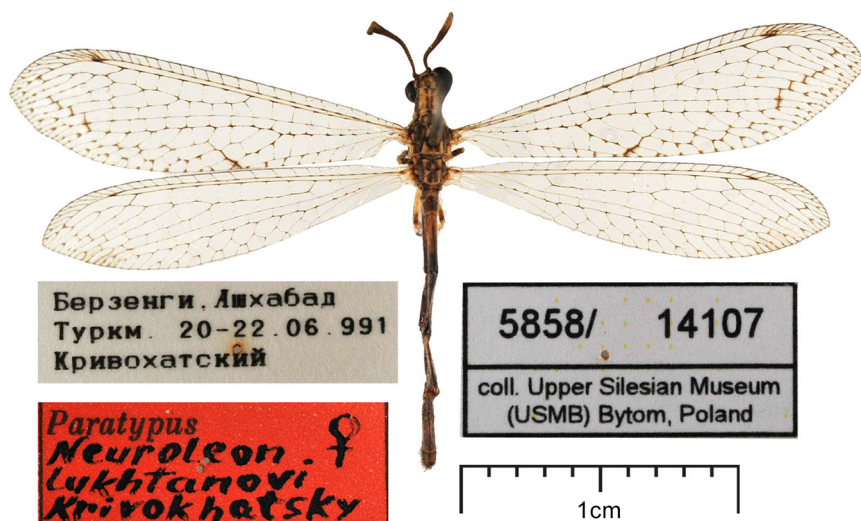 Берзенги, Ашхабад
Туркм. 20-22.06.991
Кривохатский
Paratypus ♀
Neuroleon.
lukhtanovi
Krivokhatsky
5858/ 14107
coll. Upper Silesian Museum
(USMB) Bytom, Poland
1cm